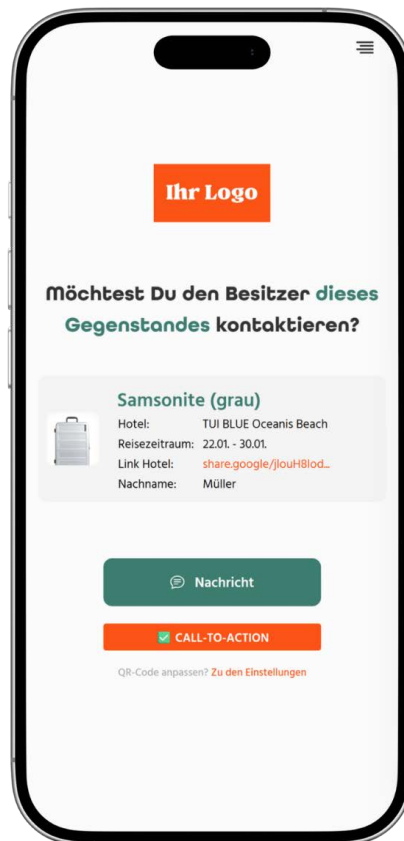 Ihr Logo
Möchtest Du den Besitzer dieses
Gegenstandes kontaktieren?
Samsonite (grau)
Hotel: TUI BLUE Oceanis Beach
Reisezeitraum: 22.01. - 30.01.
Link Hotel: share.google/jlouH8lod...
Nachname: Müller
Nachricht
✅ CALL-TO-ACTION
QR-Code anpassen? Zu den Einstellungen